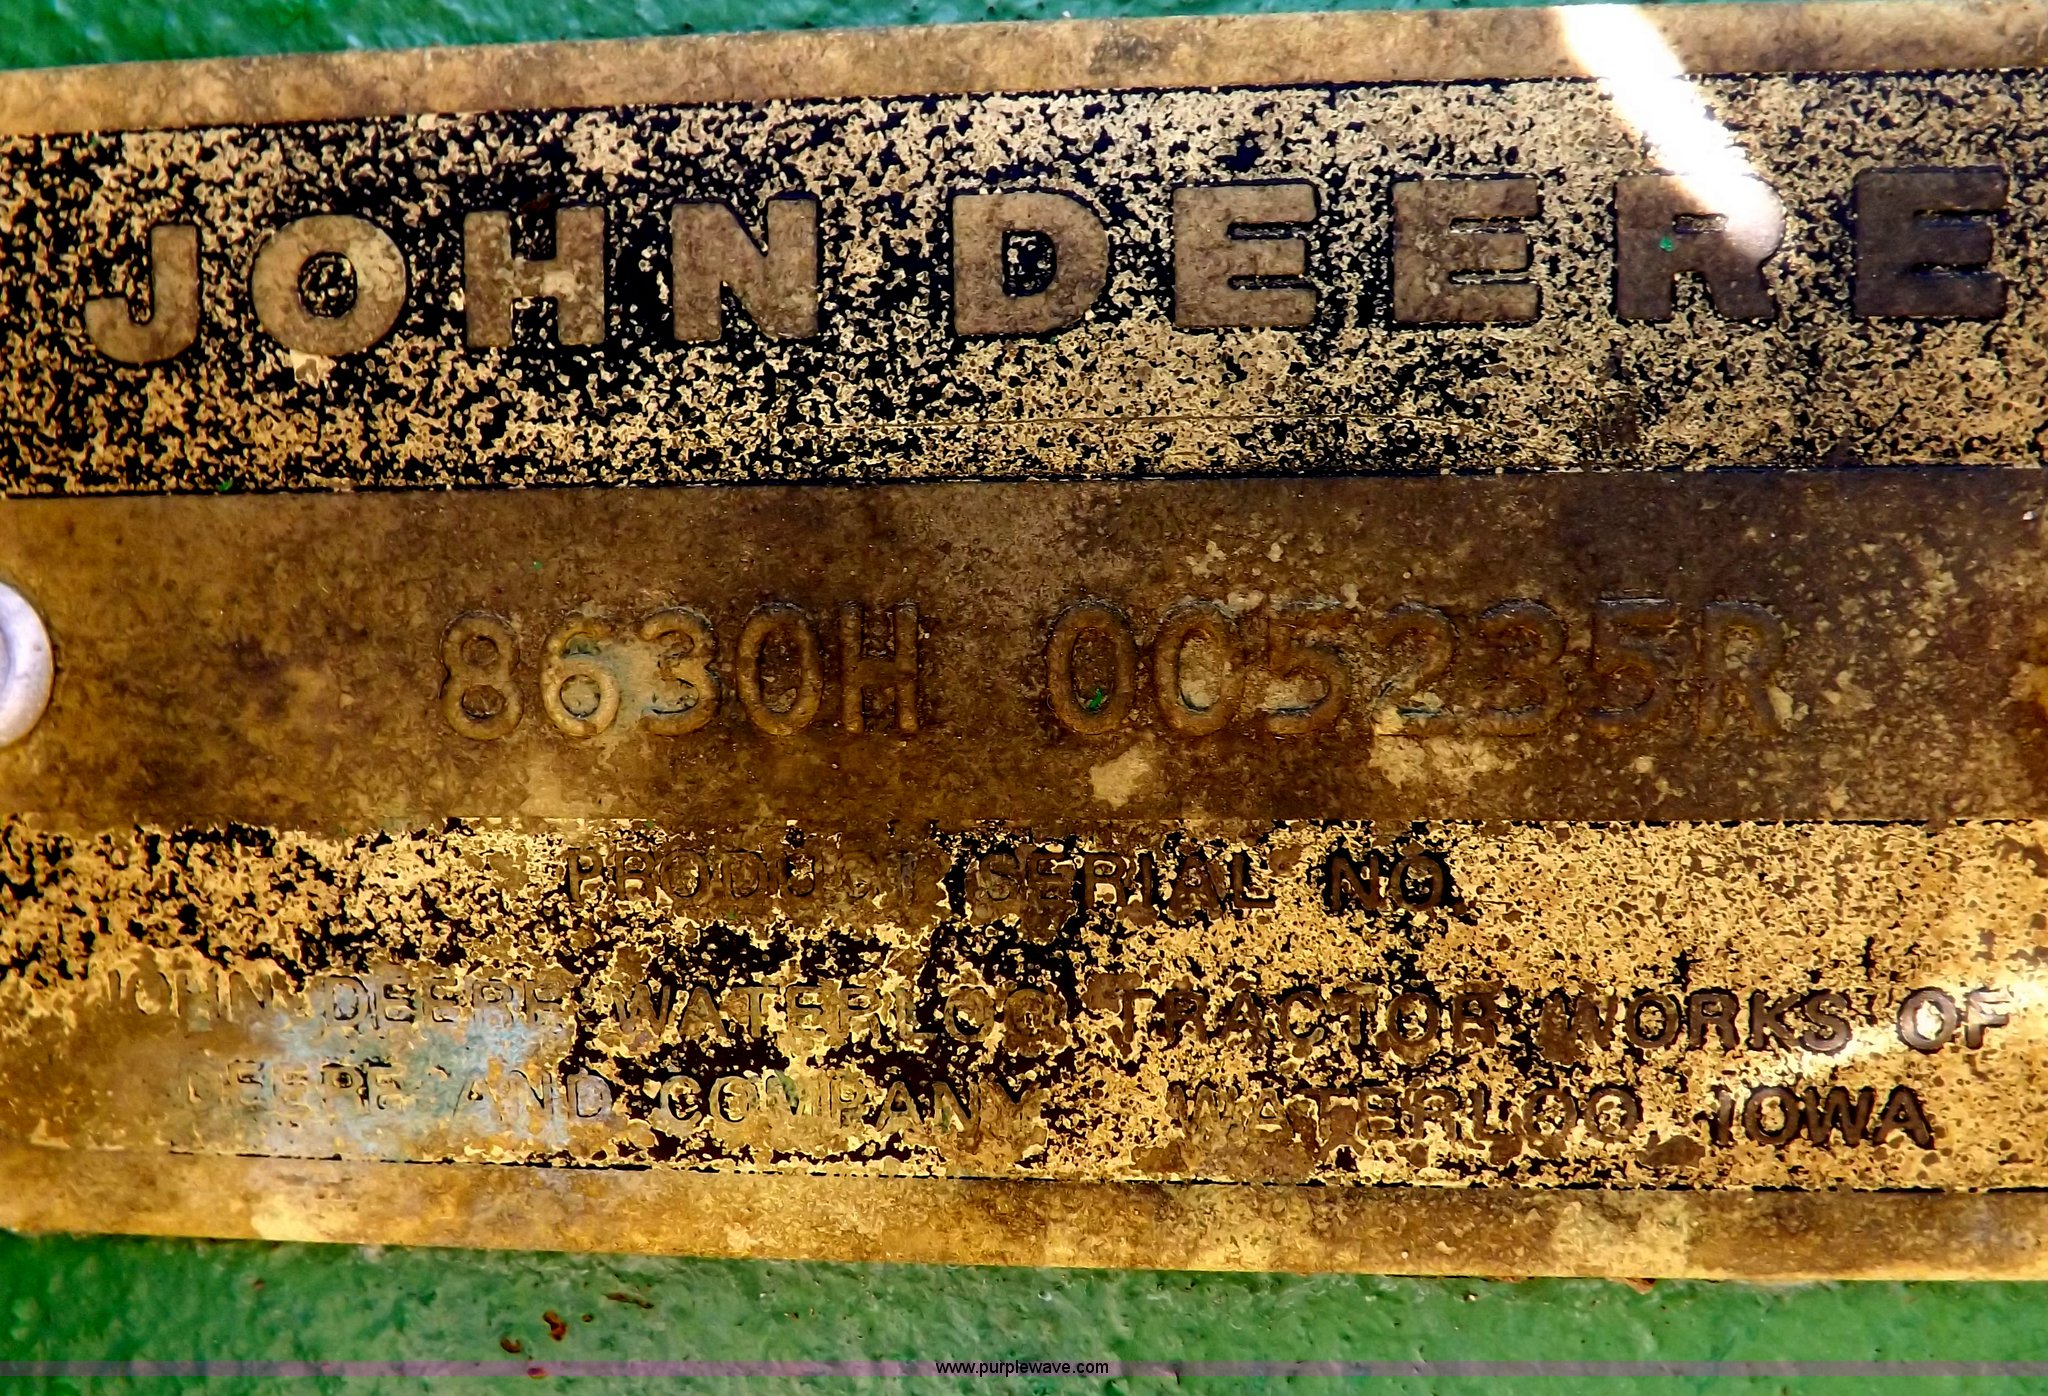 JOHN DEERE
8630H 005235R
PRODUCT SERIAL NO.
JOHN DEERE WATERLOO TRACTOR WORKS OF
DEERE AND COMPANY WATERLOO IOWA
www.purplewave.com